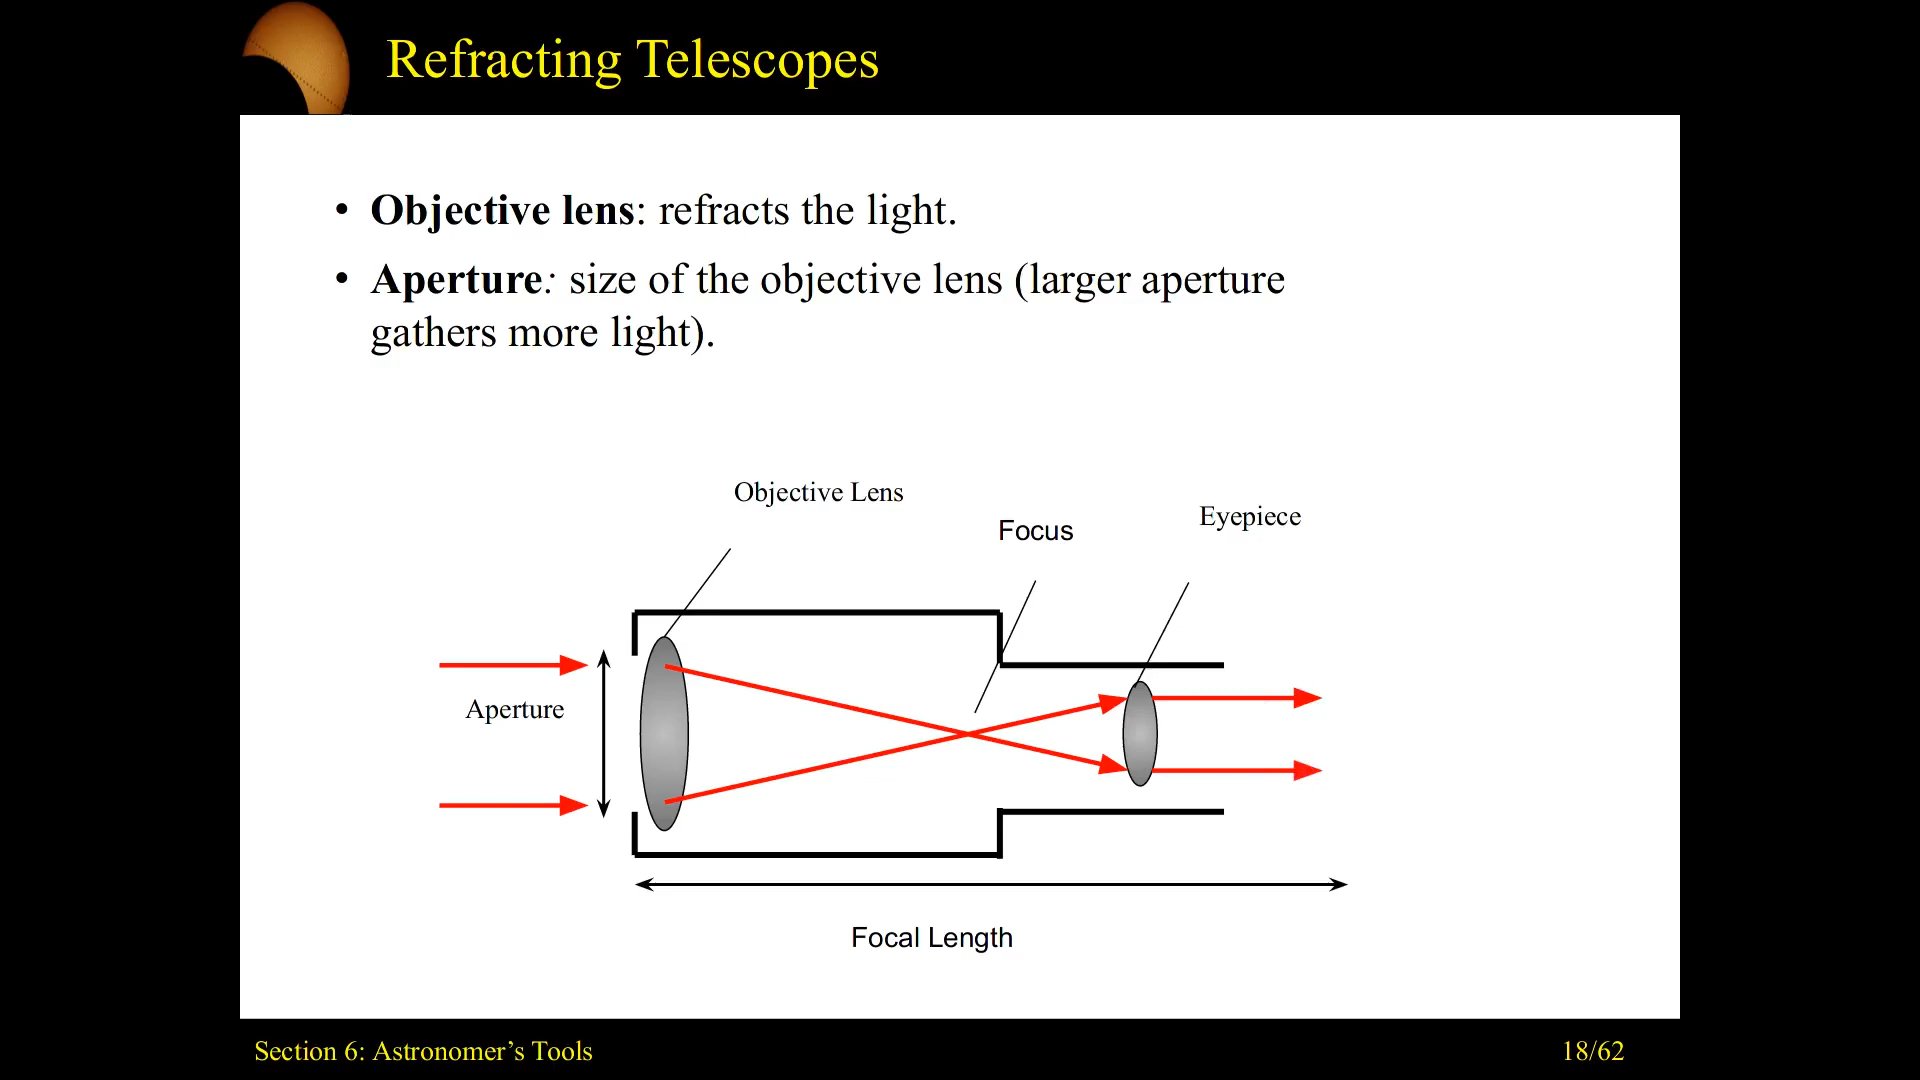 Refracting Telescopes
• Objective lens: refracts the light.
• Aperture: size of the objective lens (larger aperture
gathers more light).
Objective Lens
Focus
Eyepiece
Aperture
Focal Length
Section 6: Astronomer’s Tools
18/62